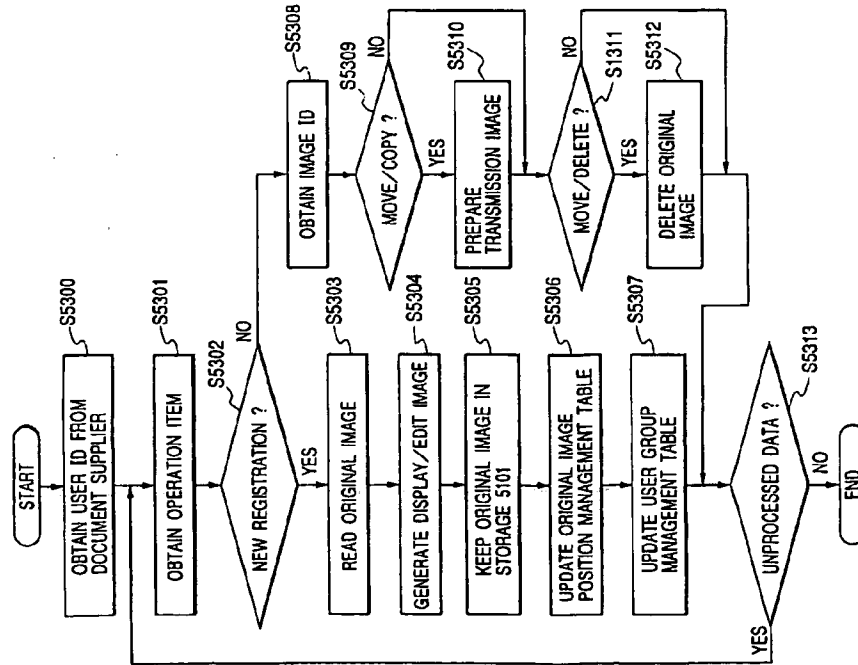 START
S5300
OBTAIN USER ID FROM
DOCUMENT SUPPLIER
S5301
OBTAIN OPERATION ITEM
S5302
NEW REGISTRATION ?
NO
YES
S5303
READ ORIGINAL IMAGE
S5304
GENERATE DISPLAY/EDIT IMAGE
S5305
KEEP ORIGINAL IMAGE IN
STORAGE 5101
S5306
UPDATE ORIGINAL IMAGE
POSITION MANAGEMENT TABLE
S5307
UPDATE USER GROUP
MANAGEMENT TABLE
S5308
OBTAIN IMAGE ID
S5309
MOVE/COPY ?
NO
YES
S5310
PREPARE
TRANSMISSION IMAGE
S1311
MOVE/DELETE ?
NO
YES
S5312
DELETE ORIGINAL
IMAGE
S5313
UNPROCESSED DATA ?
YES
NO
END